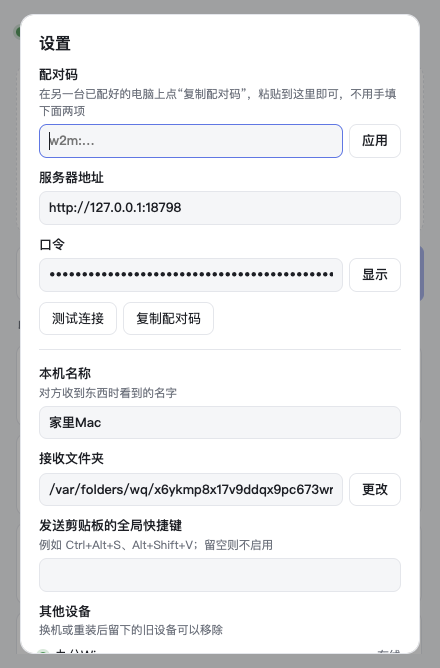 设置
配对码
在另一台已配好的电脑上点“复制配对码”，粘贴到这里即可，不用手填
下面两项
w2m:… 应用
服务器地址
http://127.0.0.1:18798
口令
•••••••••••••••••••••••••••••••••••••••••••• 显示
测试连接 复制配对码
本机名称
对方收到东西时看到的名字
家里Mac
接收文件夹
/var/folders/wq/x6ykmp8x17v9ddqx9pc673wr 更改
发送剪贴板的全局快捷键
例如 Ctrl+Alt+S、Alt+Shift+V；留空则不启用
其他设备
换机或重装后留下的旧设备可以移除